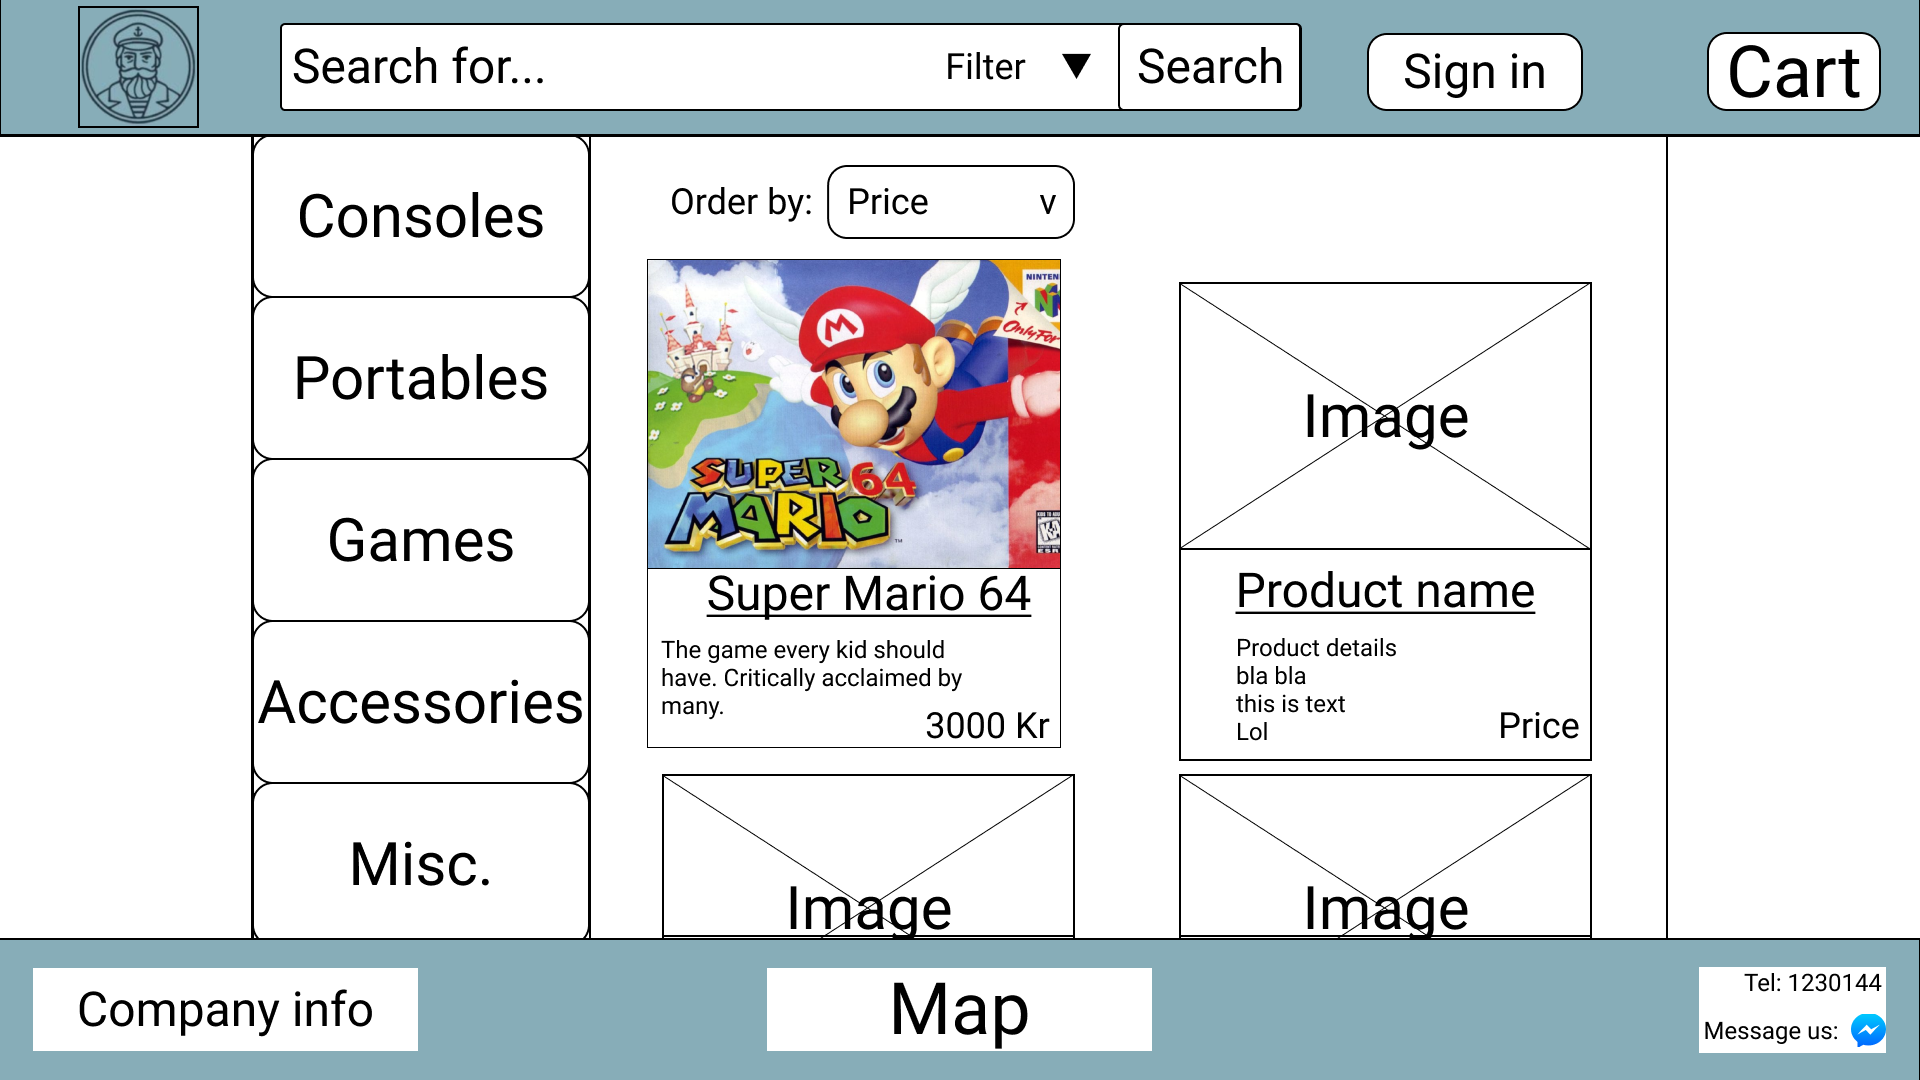 Search for...
Filter ▼
Search
Sign in
Cart
Consoles
Portables
Games
Accessories
Misc.
Order by:
Price v
Only For
SUPER 64
MARIO
™
Super Mario 64
The game every kid should
have. Critically acclaimed by
many.
3000 Kr
Image
Product name
Product details
bla bla
this is text
Lol
Price
Image
Image
Company info
Map
Tel: 1230144
Message us: